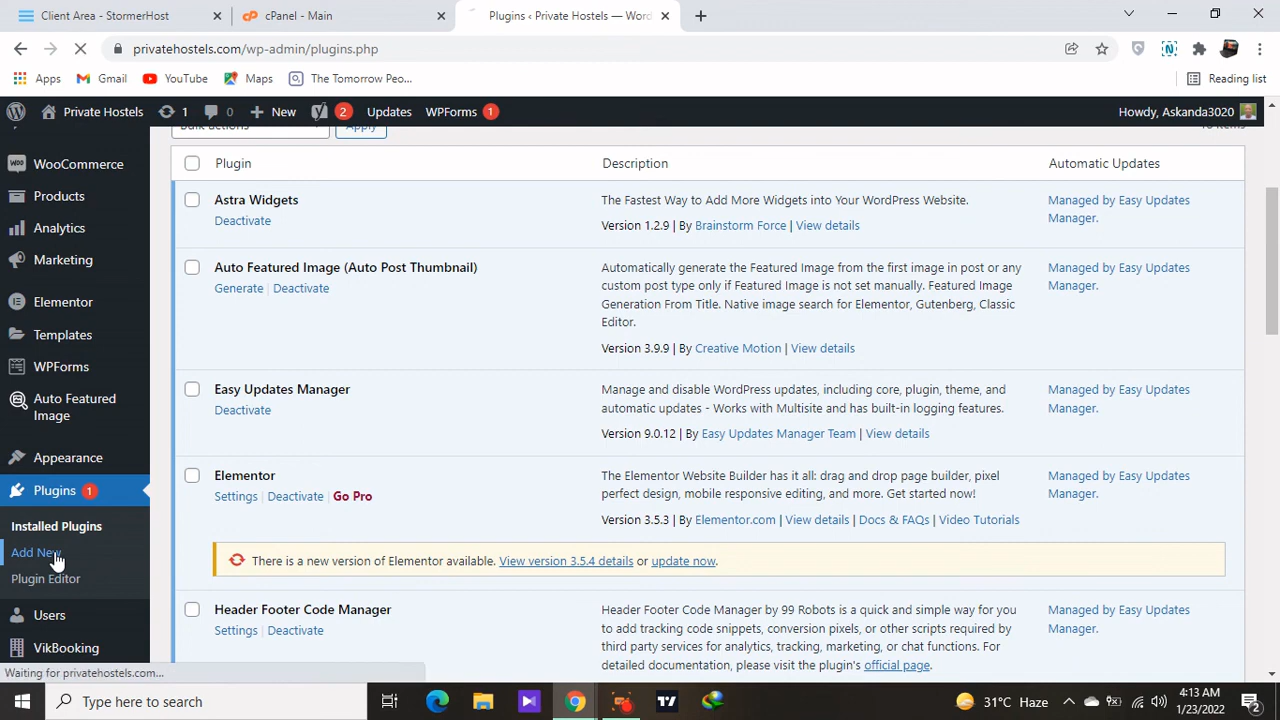 Client Area - StormerHost
cPanel - Main
Plugins ‹ Private Hostels — Word
privatehostels.com/wp-admin/plugins.php
Apps
Gmail
YouTube
Maps
The Tomorrow Peo...
Reading list
Private Hostels
1
0
New
2
Updates
WPForms 1
Howdy, Askanda3020
WooCommerce
Products
Analytics
Marketing
Elementor
Templates
WPForms
Auto Featured
Image
Appearance
Plugins 1
Installed Plugins
Add New
Plugin Editor
Users
VikBooking
Bulk actions
Apply
Plugin
Description
Automatic Updates
Astra Widgets
Deactivate
The Fastest Way to Add More Widgets into Your WordPress Website.
Version 1.2.9 | By Brainstorm Force | View details
Managed by Easy Updates
Manager.
Auto Featured Image (Auto Post Thumbnail)
Generate | Deactivate
Automatically generate the Featured Image from the first image in post or any
custom post type only if Featured Image is not set manually. Featured Image
Generation From Title. Native image search for Elementor, Gutenberg, Classic
Editor.
Version 3.9.9 | By Creative Motion | View details
Managed by Easy Updates
Manager.
Easy Updates Manager
Deactivate
Manage and disable WordPress updates, including core, plugin, theme, and
automatic updates - Works with Multisite and has built-in logging features.
Version 9.0.12 | By Easy Updates Manager Team | View details
Managed by Easy Updates
Manager.
Elementor
Settings | Deactivate | Go Pro
The Elementor Website Builder has it all: drag and drop page builder, pixel
perfect design, mobile responsive editing, and more. Get started now!
Version 3.5.3 | By Elementor.com | View details | Docs & FAQs | Video Tutorials
Managed by Easy Updates
Manager.
There is a new version of Elementor available. View version 3.5.4 details or update now.
Header Footer Code Manager
Settings | Deactivate
Header Footer Code Manager by 99 Robots is a quick and simple way for you
to add tracking code snippets, conversion pixels, or other scripts required by
third party services for analytics, tracking, marketing, or chat functions. For
detailed documentation, please visit the plugin's official page.
Managed by Easy Updates
Manager.
Waiting for privatehostels.com...
Type here to search
31°C Haze
4:13 AM
1/23/2022
2